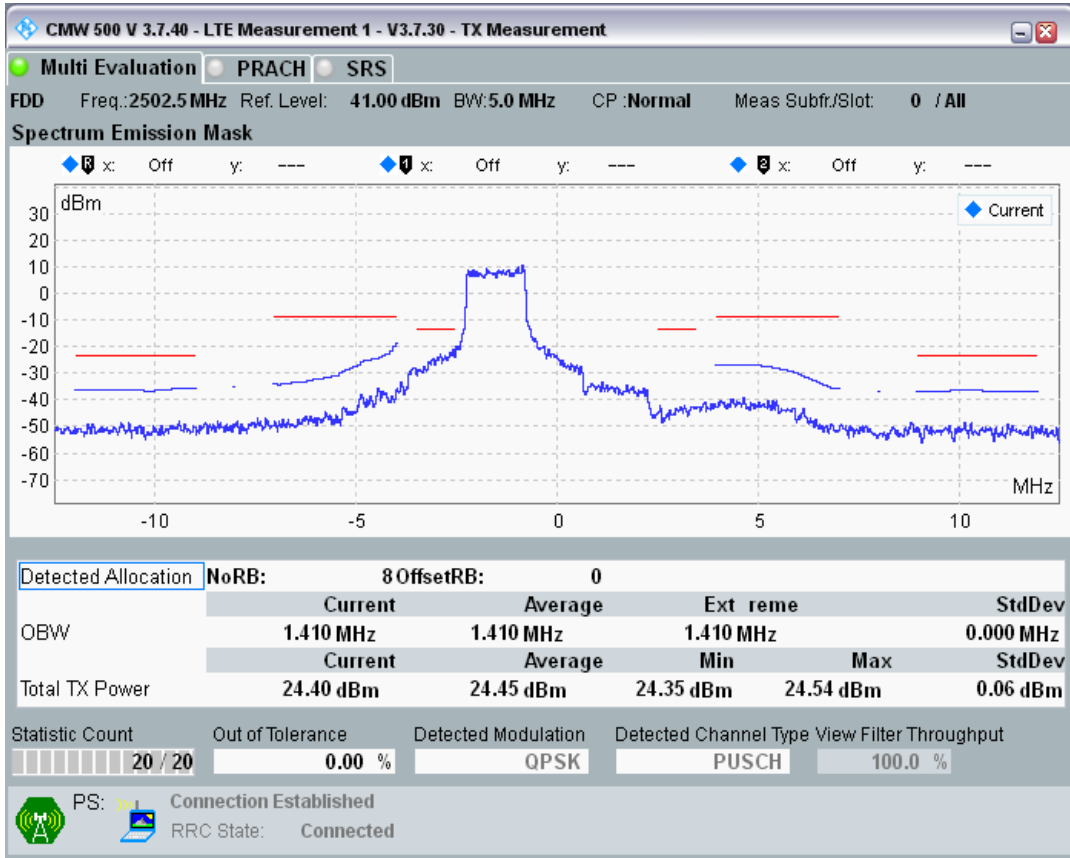 CMW 500 V 3.7.40 - LTE Measurement 1 - V3.7.30 - TX Measurement
Multi Evaluation PRACH SRS
FDD Freq.:2502.5 MHz Ref. Level: 41.00 dBm BW:5.0 MHz CP :Normal Meas Subfr./Slot: 0 / All
Spectrum Emission Mask
R x: Off y: --- 1 x: Off y: --- 2 x: Off y: ---
dBm
Current
30
20
10
0
-10
-20
-30
-40
-50
-60
-70
MHz
-10 -5 0 5 10
Detected Allocation NoRB: 8 OffsetRB: 0
Current Average Ext reme StdDev
OBW 1.410 MHz 1.410 MHz 1.410 MHz 0.000 MHz
Current Average Min Max StdDev
Total TX Power 24.40 dBm 24.45 dBm 24.35 dBm 24.54 dBm 0.06 dBm
Statistic Count Out of Tolerance Detected Modulation Detected Channel Type View Filter Throughput
20 / 20 0.00 % QPSK PUSCH 100.0 %
PS: Connection Established
RRC State: Connected